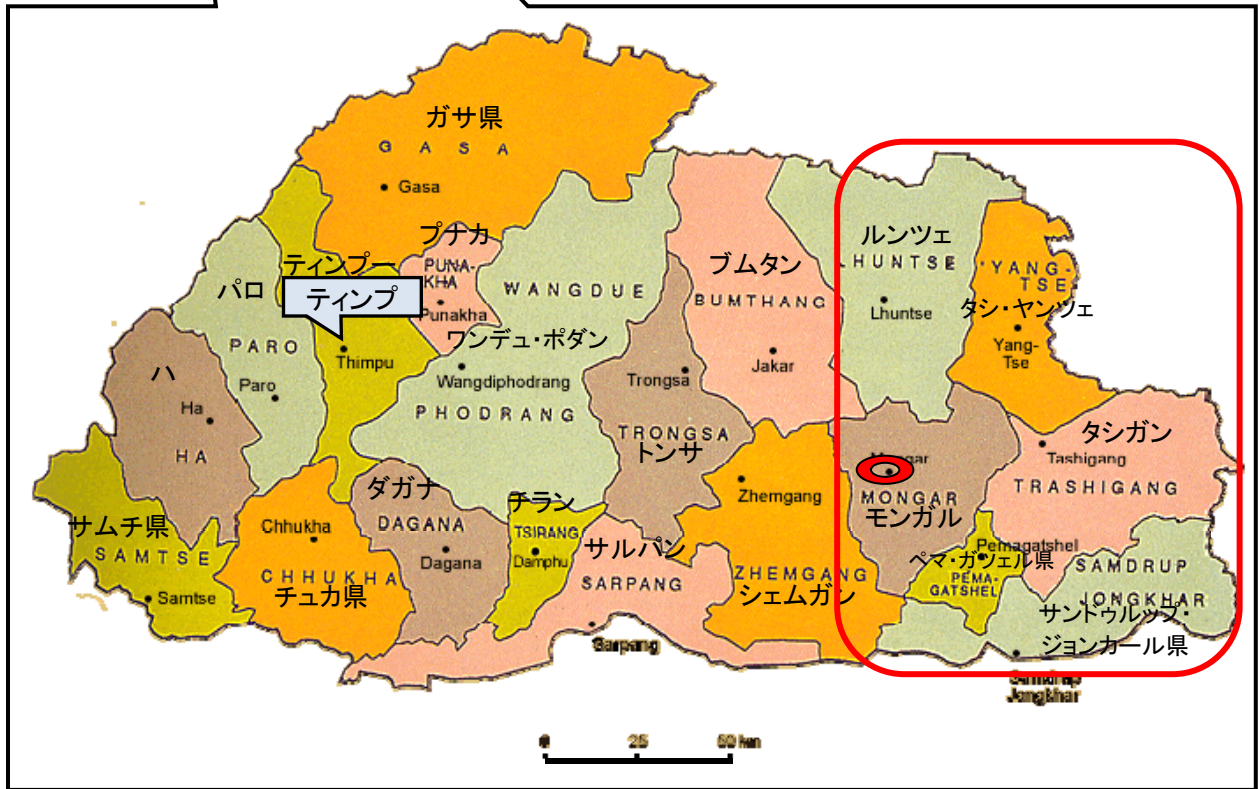 ガサ県
GASA
Gasa
プナカ
PUNA-
KHA
Punakha
ティンプー
ティンプ
Thimpu
パロ
PARO
Paro
ハ
Ha
HA
WANGDUE
ワンデュ・ポダン
Wangdiphodrang
PHODRANG
ブムタン
BUMTHANG
Jakar
Trongsa
TRONGSA
トンサ
ルンツェ
LHUNTSE
Lhuntse
YANG-
TSE
タシ・ヤンツェ
Yang-
Tse
タシガン
Tashigang
TRASHIGANG
MONGAR
モンガル
Zhemgang
ZHEMGANG
シェムガン
サムチ県
SAMTSE
Samtse
Chhukha
CHHUKHA
チュカ県
ダガナ
DAGANA
Dagana
チラン
TSIRANG
Damphu
サルパン
SARPANG
Sarpang
Pemagatshel
ペマ・ガツェル県
PEMA-
GATSHEL
SAMDRUP
JONGKHAR
サンドゥルップ・
ジョンカール県
Jangkhar
0 25 50 km